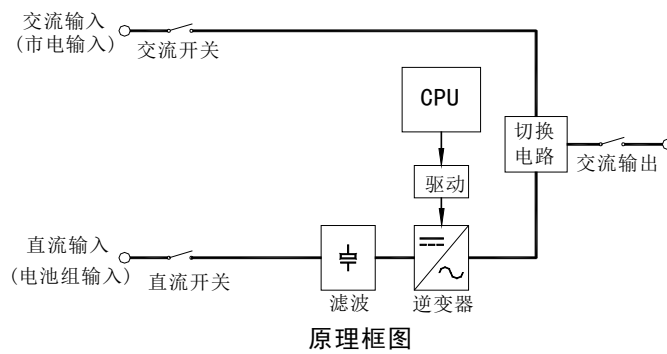 交流输入
(市电输入)
交流开关
CPU
切换
电路
交流输出
驱动
直流输入
(电池组输入)
直流开关
滤波
逆变器
原理框图